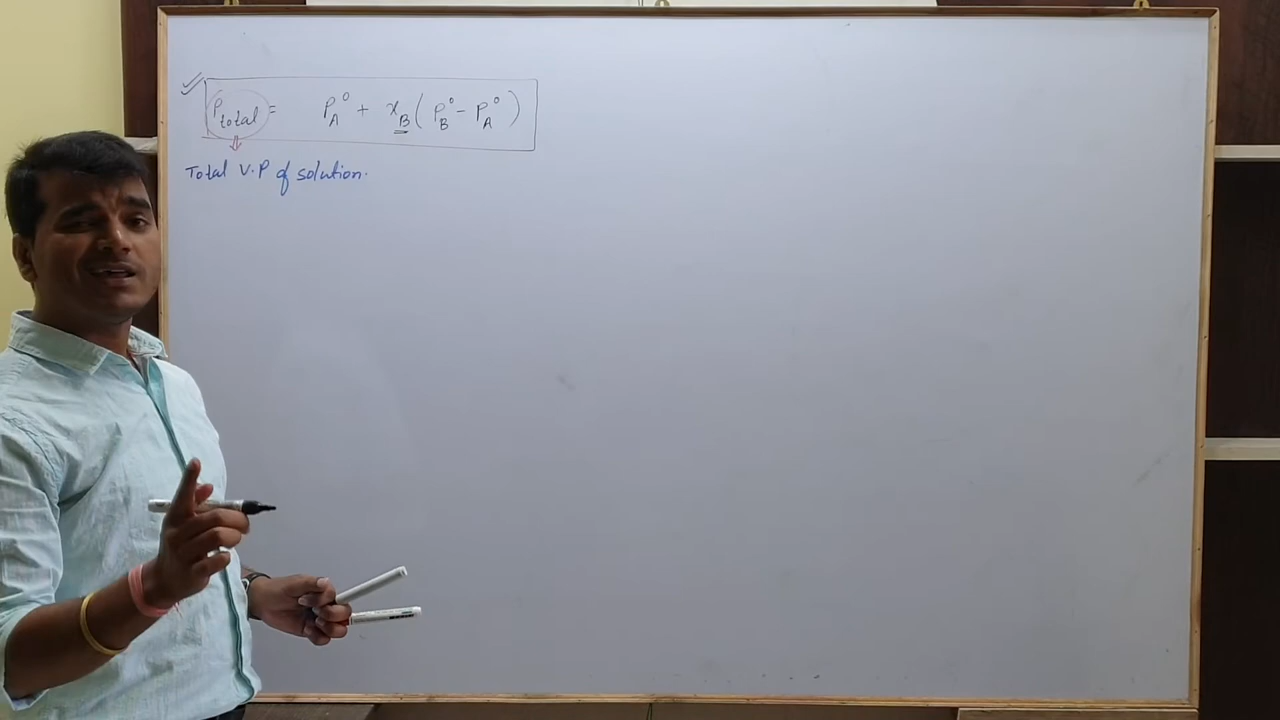 P_total = P_A° + x_B ( P_B° - P_A° )
Total V.P of solution.